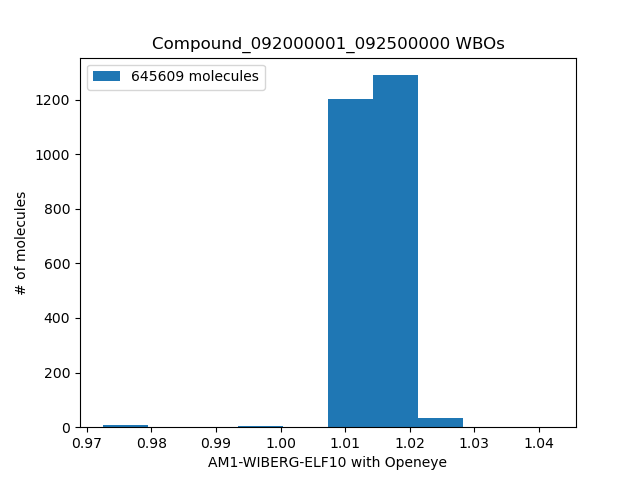 Compound_092000001_092500000 WBOs
645609 molecules
# of molecules
1200
1000
800
600
400
200
0
0.97 0.98 0.99 1.00 1.01 1.02 1.03 1.04
AM1-WIBERG-ELF10 with Openeye